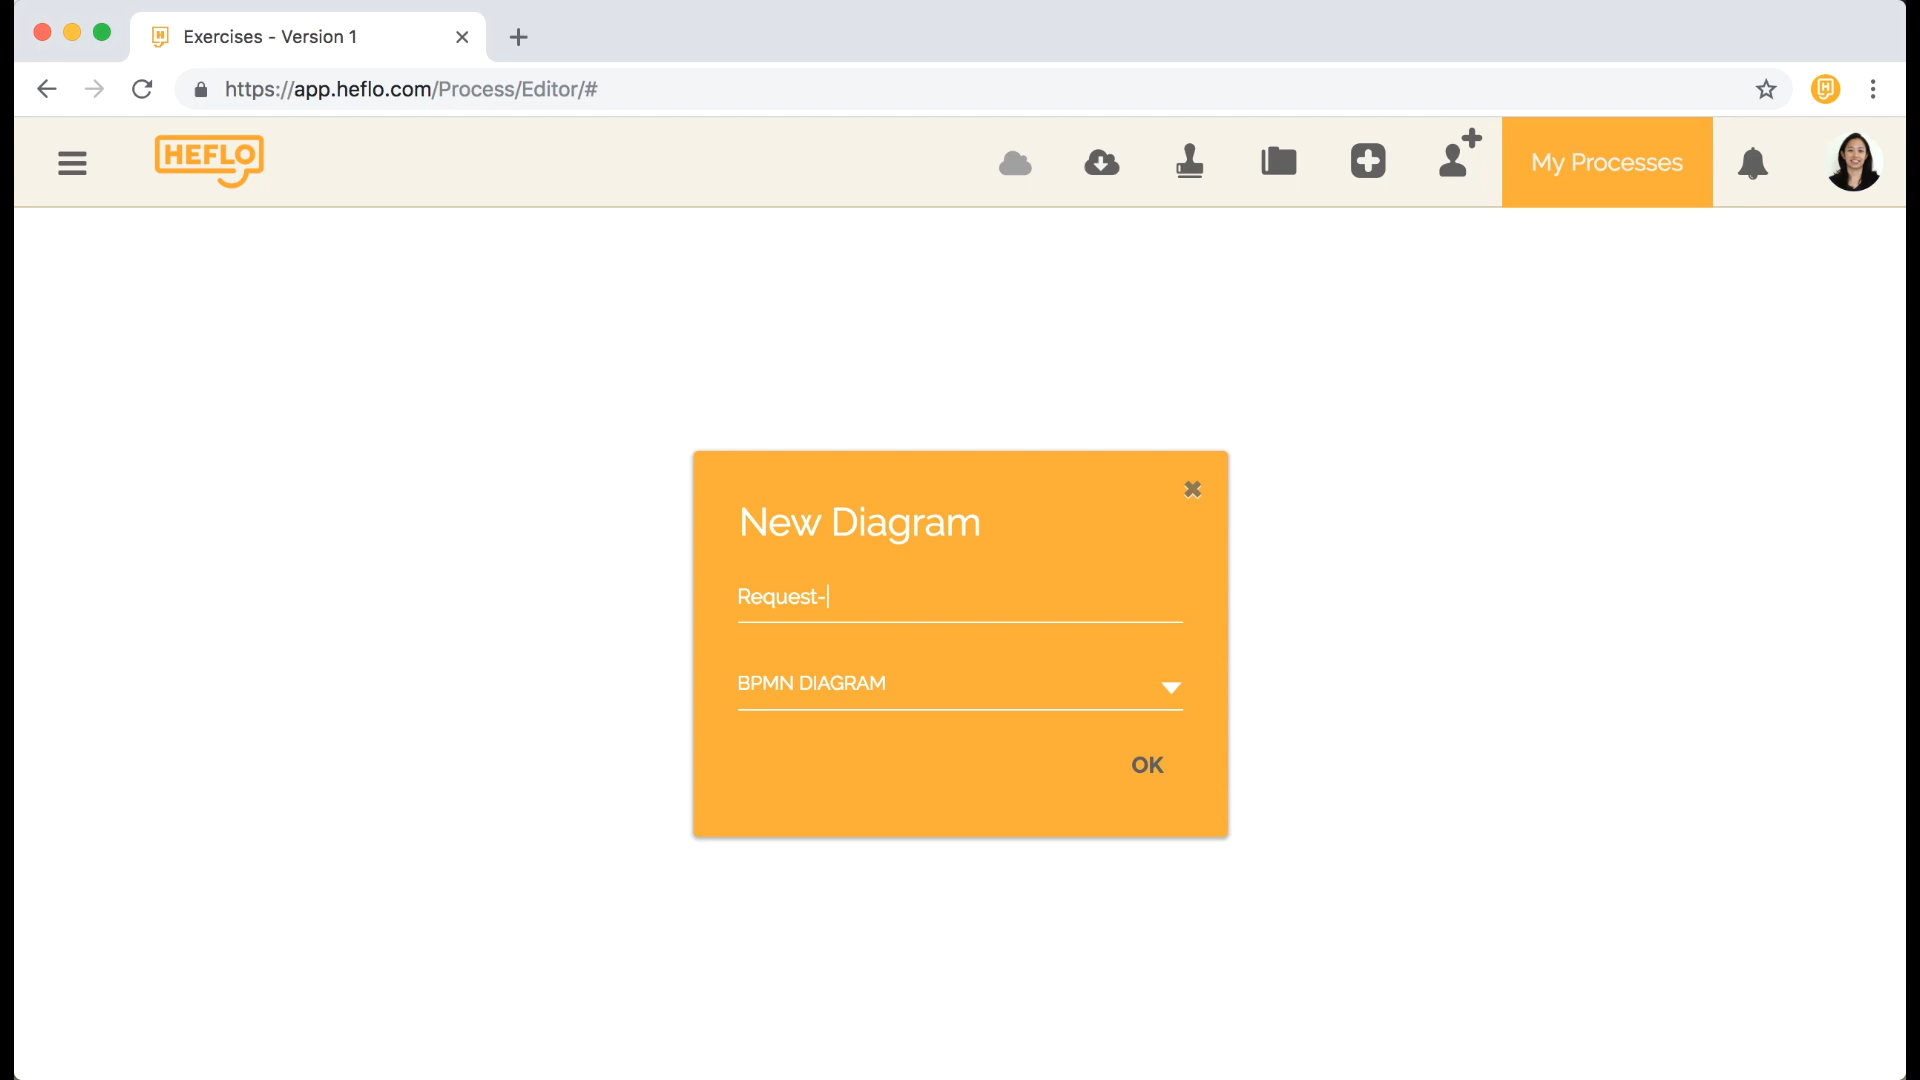 Exercises - Version 1
https://app.heflo.com/Process/Editor/#
HEFLO
My Processes
New Diagram
Request-
BPMN DIAGRAM
OK